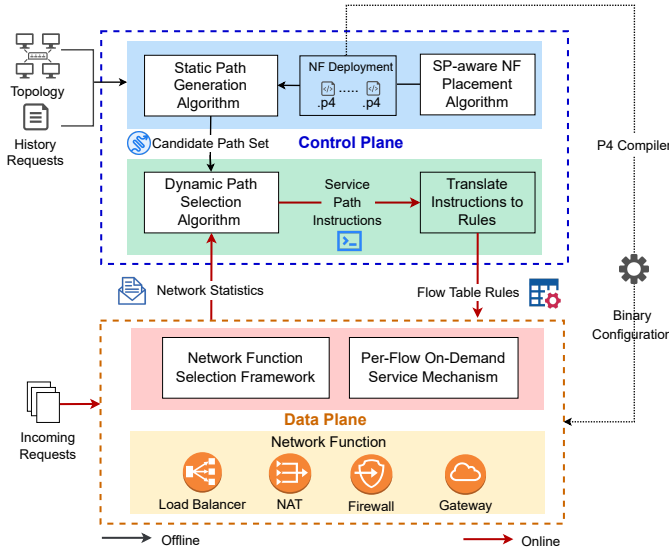 Topology
History
Requests
Static Path
Generation
Algorithm
NF Deployment
.....
.p4
.p4
SP-aware NF
Placement
Algorithm
Candidate Path Set
Control Plane
P4 Compiler
Dynamic Path
Selection
Algorithm
Service
Path
Instructions
Translate
Instructions to
Rules
Network Statistics
Flow Table Rules
Binary
Configuration
Network Function
Selection Framework
Per-Flow On-Demand
Service Mechanism
Incoming
Requests
Data Plane
Network Function
Load Balancer
NAT
Firewall
Gateway
Offline
Online